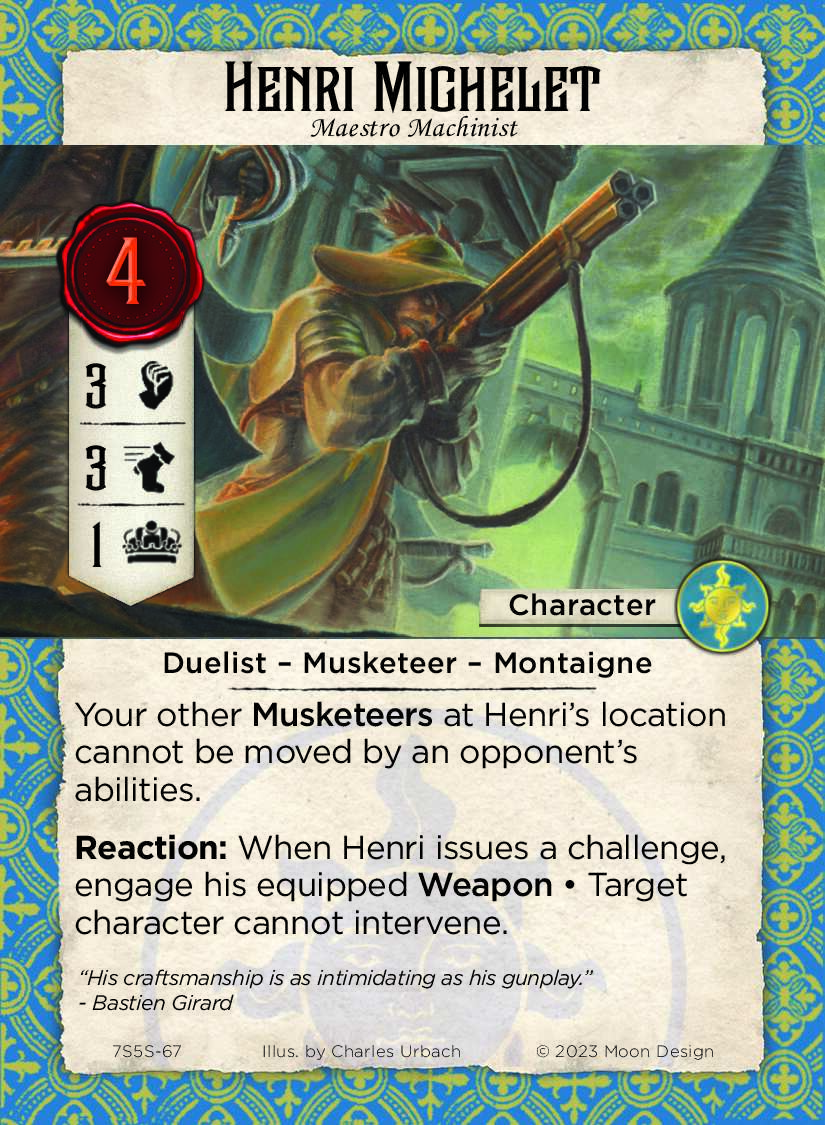 Henri Michelet
Maestro Machinist
4
3
3
1
Character
Duelist – Musketeer – Montaigne
Your other Musketeers at Henri’s location
cannot be moved by an opponent’s
abilities.
Reaction: When Henri issues a challenge,
engage his equipped Weapon • Target
character cannot intervene.
“His craftsmanship is as intimidating as his gunplay.”
- Bastien Girard
7S5S-67 Illus. by Charles Urbach © 2023 Moon Design